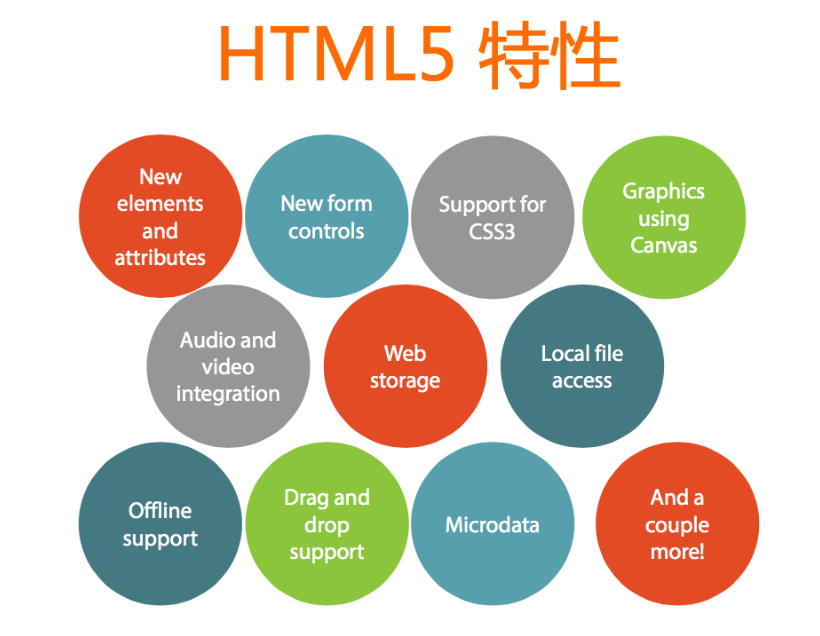 HTML5 特性
New
elements
and
attributes
New form
controls
Support for
CSS3
Graphics
using
Canvas
Audio and
video
integration
Web
storage
Local file
access
Offline
support
Drag and
drop
support
Microdata
And a
couple
more!